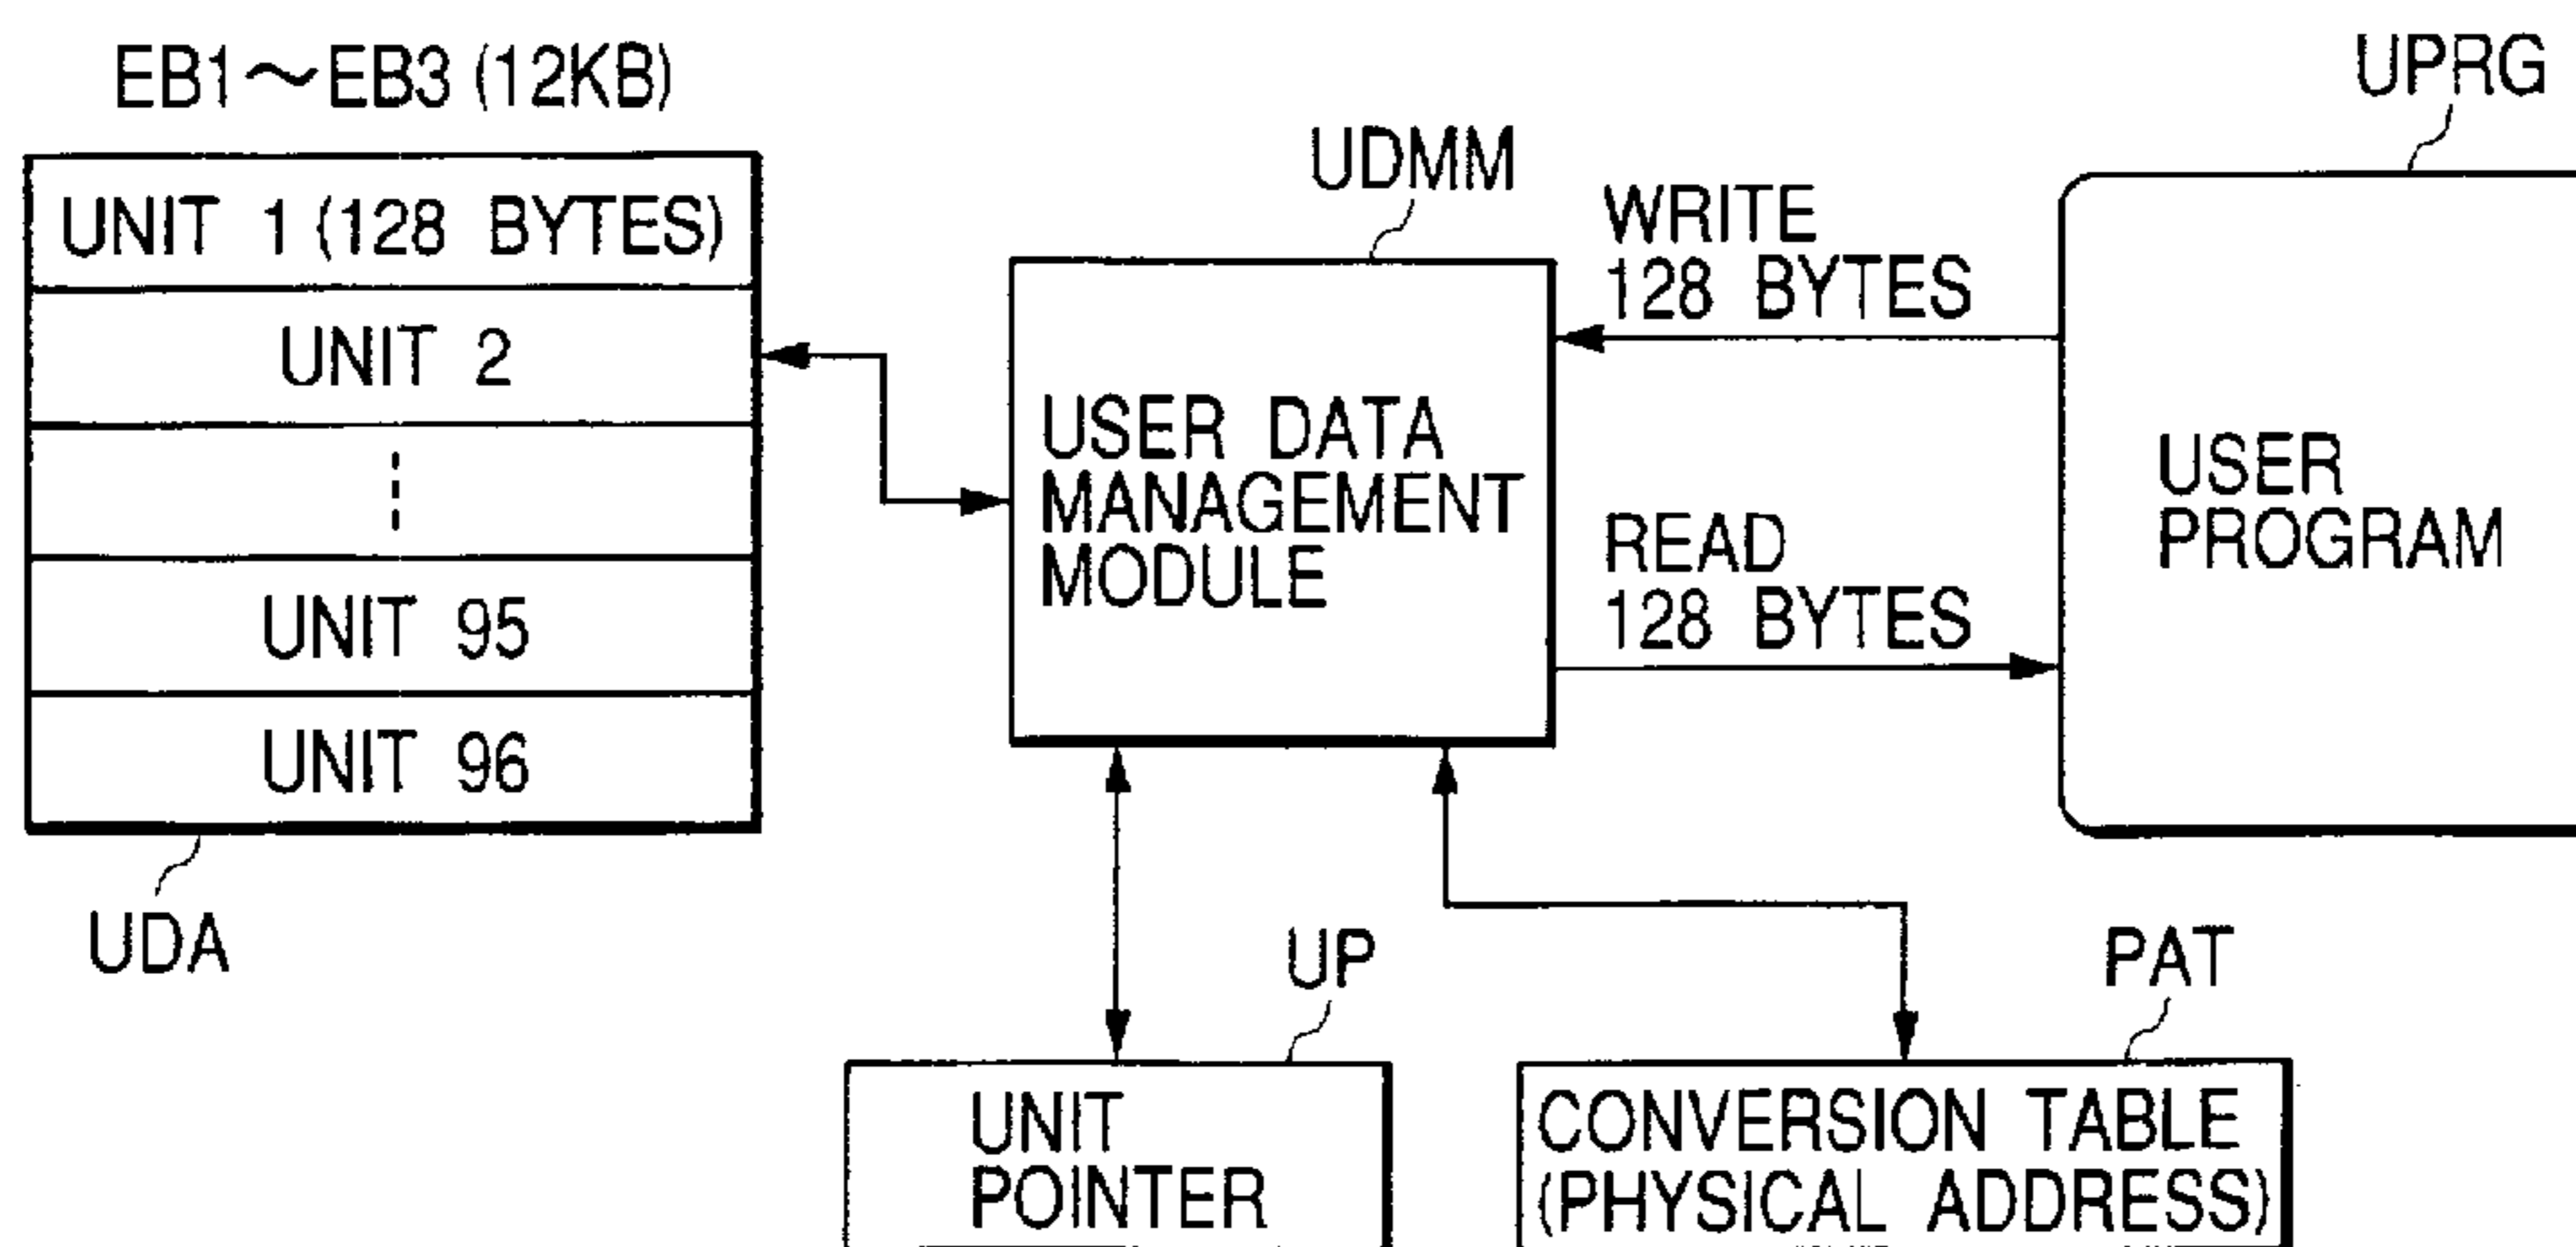 EB1～EB3 (12KB)
UNIT 1 (128 BYTES)
UNIT 2
UNIT 95
UNIT 96
UDA
UDMM
USER DATA
MANAGEMENT
MODULE
WRITE
128 BYTES
READ
128 BYTES
UPRG
USER
PROGRAM
UP
UNIT
POINTER
PAT
CONVERSION TABLE
(PHYSICAL ADDRESS)